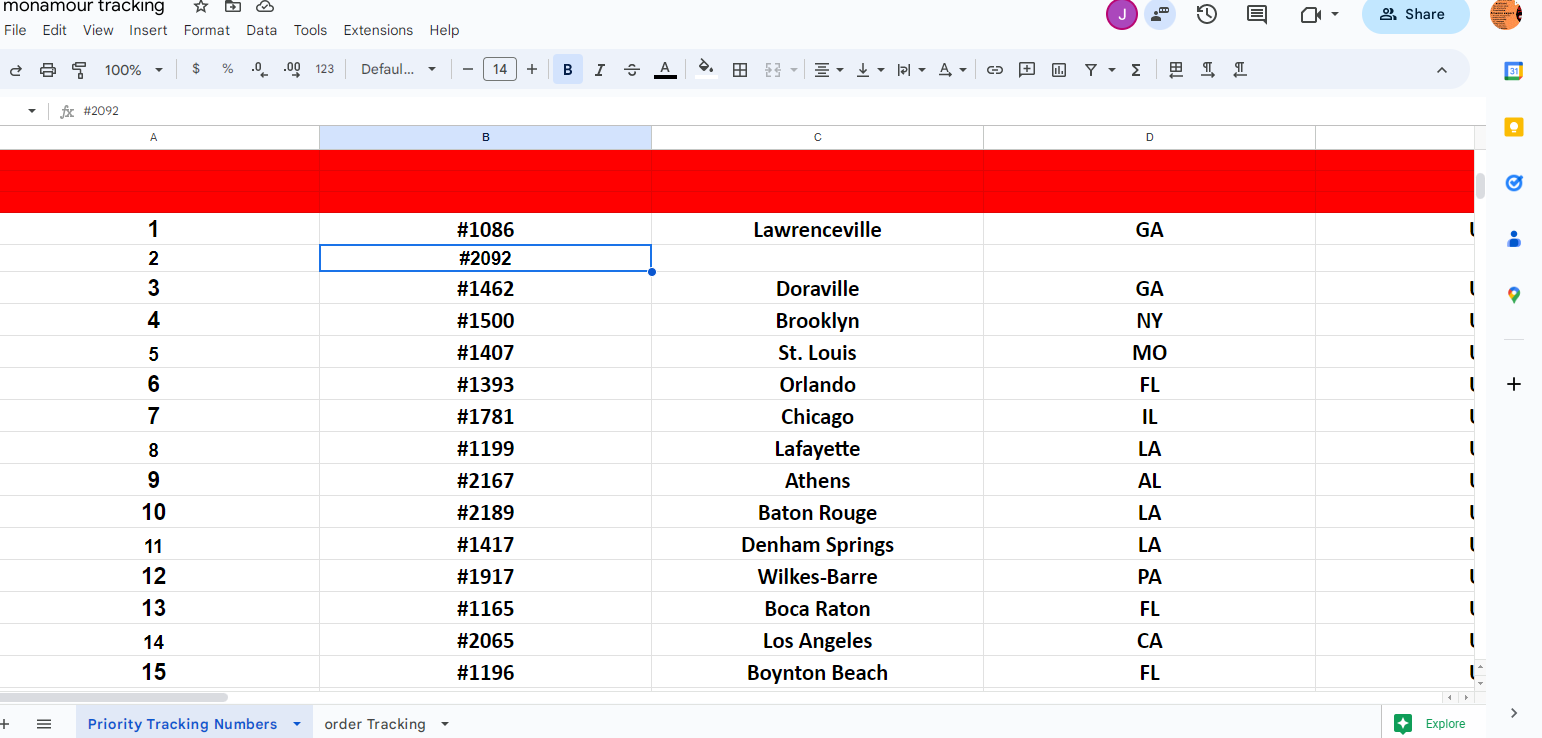 monamour tracking
J
Share
File Edit View Insert Format Data Tools Extensions Help
100% $ % .0 .00 123 Defaul... 14 B I S A A Σ
31
fx #2092
A B C D
1 #1086 Lawrenceville GA
2 #2092
3 #1462 Doraville GA
4 #1500 Brooklyn NY
5 #1407 St. Louis MO
6 #1393 Orlando FL
7 #1781 Chicago IL
8 #1199 Lafayette LA
9 #2167 Athens AL
10 #2189 Baton Rouge LA
11 #1417 Denham Springs LA
12 #1917 Wilkes-Barre PA
13 #1165 Boca Raton FL
14 #2065 Los Angeles CA
15 #1196 Boynton Beach FL
Priority Tracking Numbers order Tracking Explore